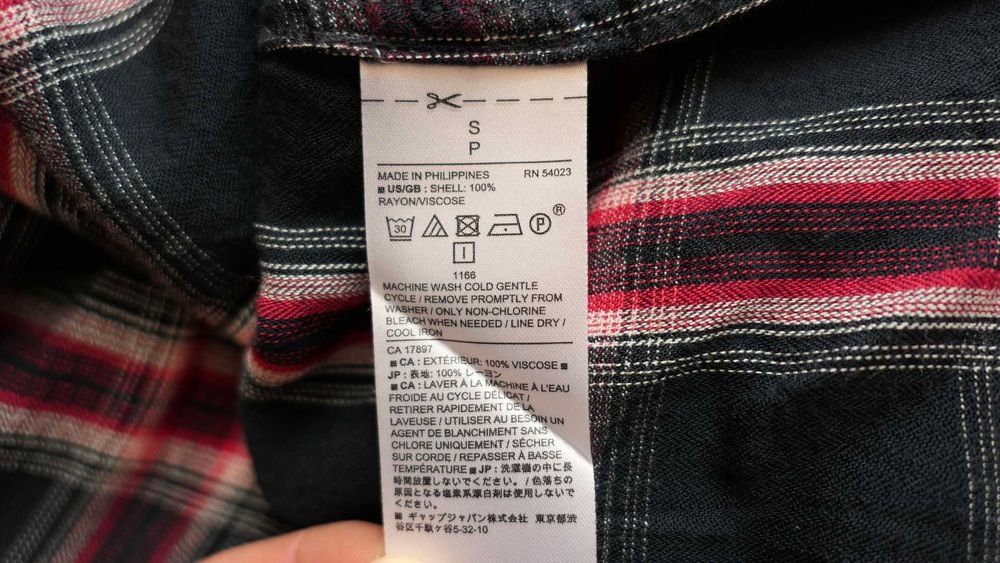 S
P
MADE IN PHILIPPINES RN 54023
US/GB : SHELL: 100%
RAYON/VISCOSE
30 P ®
1166
MACHINE WASH COLD GENTLE
CYCLE / REMOVE PROMPTLY FROM
WASHER / ONLY NON-CHLORINE
BLEACH WHEN NEEDED / LINE DRY /
COOL IRON
CA 17897
CA : EXTÉRIEUR: 100% VISCOSE
JP : 表地: 100% レーヨン
CA : LAVER À LA MACHINE À L'EAU
FROIDE AU CYCLE DÉLICAT /
RETIRER RAPIDEMENT DE LA
LAVEUSE / UTILISER AU BESOIN UN
AGENT DE BLANCHIMENT SANS
CHLORE UNIQUEMENT / SÉCHER
SUR CORDE / REPASSER À BASSE
TEMPÉRATURE JP : 洗濯機の中に長
時間放置しないでください。/ 色落ちの
原因となる塩素系漂白剤は使用しないで
ください。
ギャップジャパン株式会社 東京都渋
谷区千駄ヶ谷5-32-10